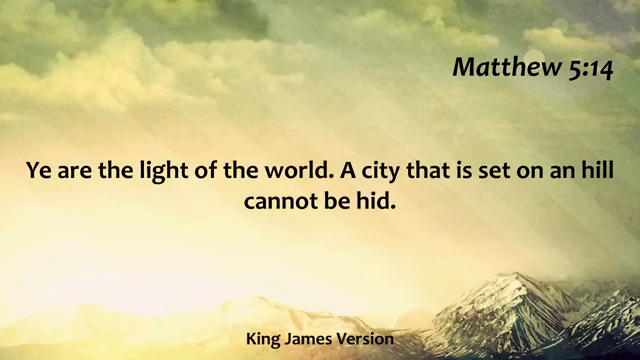 Matthew 5:14
Ye are the light of the world. A city that is set on an hill
cannot be hid.
King James Version